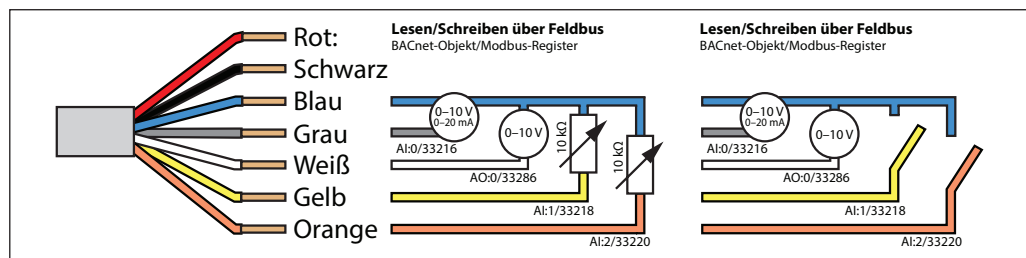 Rot:
Schwarz
Blau
Grau
Weiß
Gelb
Orange
Lesen/Schreiben über Feldbus
BACnet-Objekt/Modbus-Register
0–10 V
0–20 mA
0–10 V
10 kΩ
10 kΩ
AI:0/33216
AO:0/33286
AI:1/33218
AI:2/33220
Lesen/Schreiben über Feldbus
BACnet-Objekt/Modbus-Register
0–10 V
0–20 mA
0–10 V
AI:0/33216
AO:0/33286
AI:1/33218
AI:2/33220